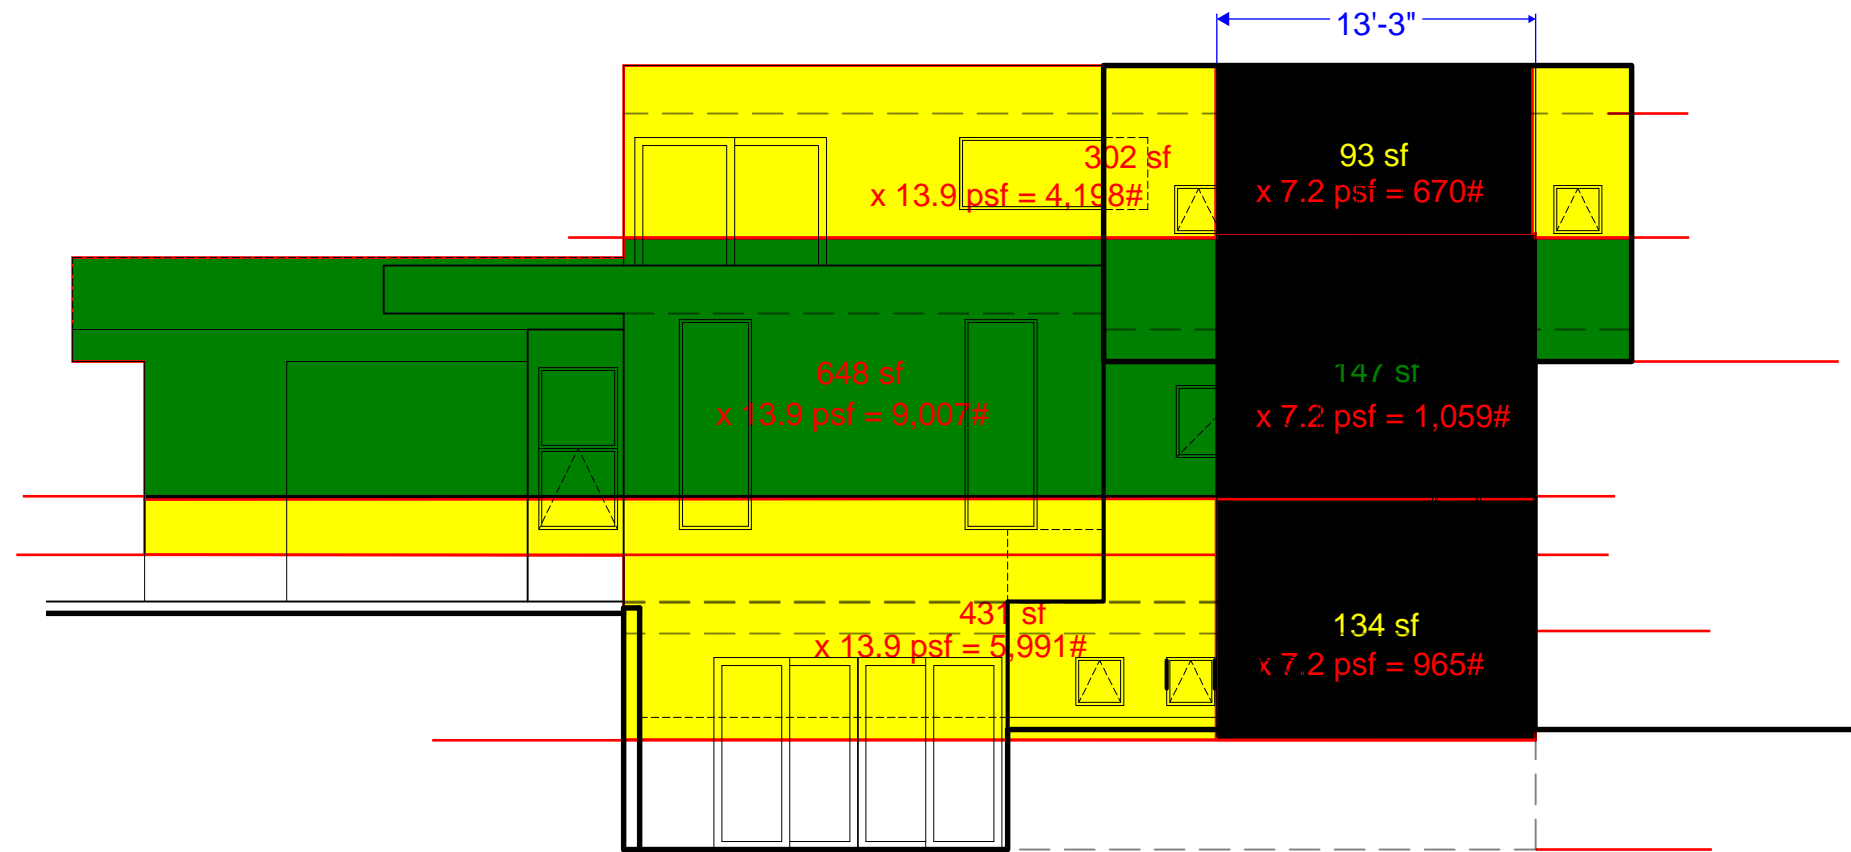 13'-3"
302 sf
x 13.9 psf = 4,198#
93 sf
x 7.2 psf = 670#
648 sf
x 13.9 psf = 9,007#
147 sf
x 7.2 psf = 1,059#
431 sf
x 13.9 psf = 5,991#
134 sf
x 7.2 psf = 965#